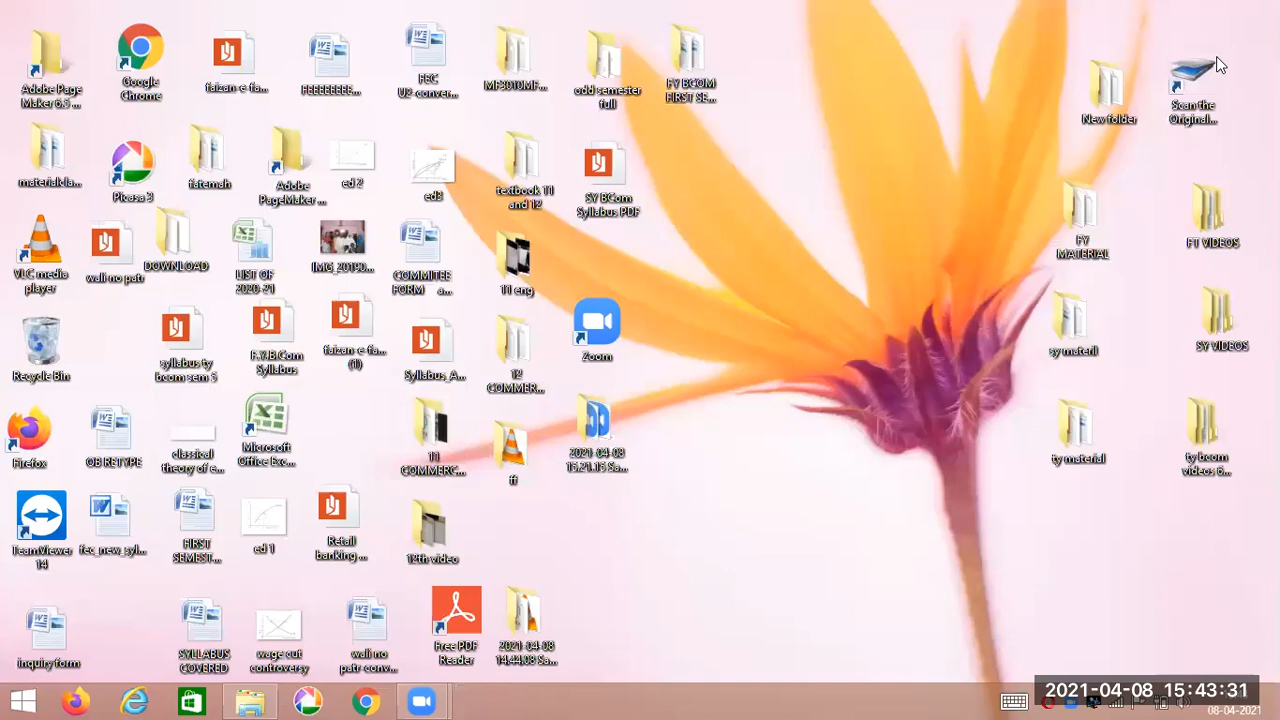 Adobe Page
Maker 6.5 ...
Google
Chrome
faizan-e-fa...
FEEEEEEEE...
FEC
U2-conver...
MF3010MF...
odd semester
full
FY BCOM
FIRST SE...
New folder
Scan the
Original...
material-la...
Picasa 3
fatemah
Adobe
PageMaker ...
ed 2
ed3
textbook 11
and 12
SY BCom
Syllabus PDF
VLC media
player
wali no patr
DOWNLOAD
LIST OF
2020-21
IMG_20190...
COMMITEE
FORM a...
11 eng
FY
MATERIAL
FT VIDEOS
Recycle Bin
syllabus ty
bcom sem 5
F.Y.B.Com
Syllabus
faizan-e-fa...
(1)
Syllabus_A...
12
COMMER...
Zoom
sy materil
SY VIDEOS
Firefox
OB RETYPE
classical
theory of e...
Microsoft
Office Exc...
11
COMMERC...
ff
2021-04-08
15.21.15 Sa...
ty material
ty bcom
videos 6...
TeamViewer
14
fec_new_syl...
FIRST
SEMEST...
ed 1
Retail
banking ...
12th video
inquiry form
SYLLABUS
COVERED
wage cut
controversy
wali no
patr-conv...
Free PDF
Reader
2021-04-08
14.44.08 Sa...
2021-04-08 15:43:31
08-04-2021